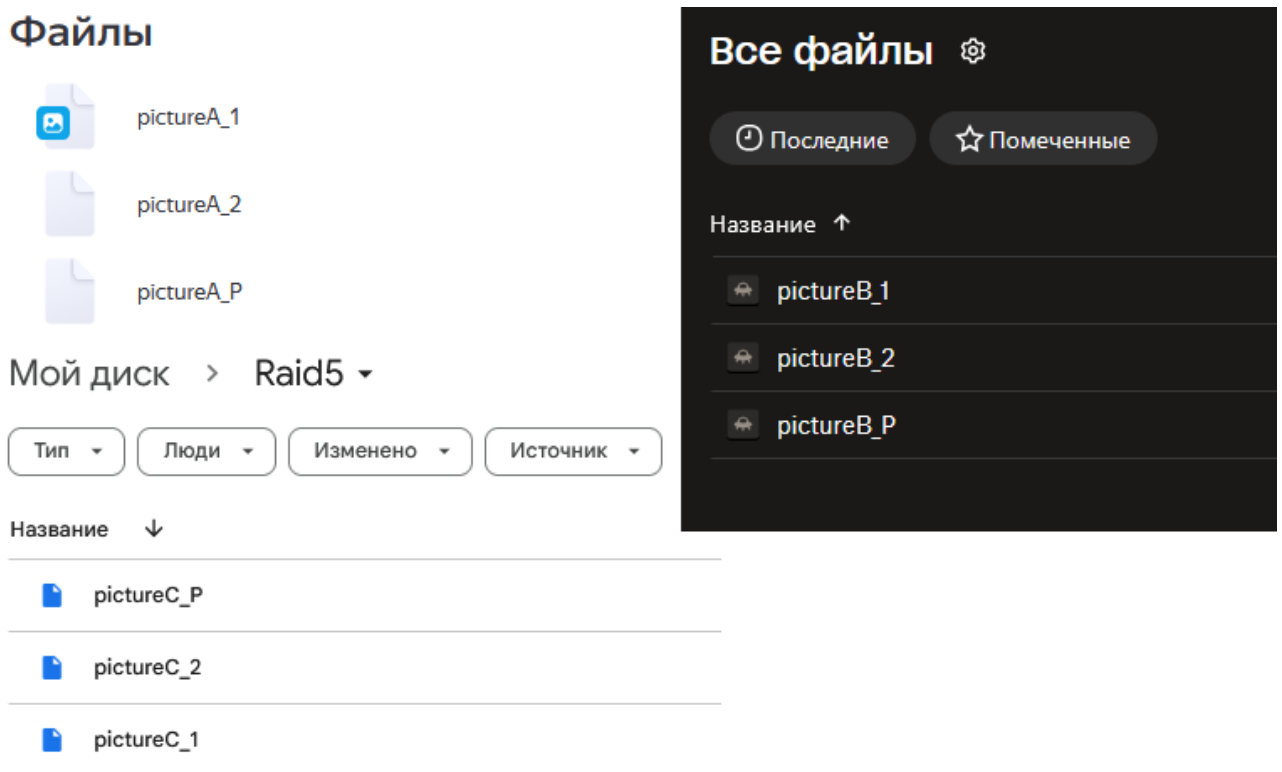 Файлы
pictureA_1
pictureA_2
pictureA_P
Мой диск > Raid5
Тип Люди Изменено Источник
Название ↓
pictureC_P
pictureC_2
pictureC_1
Все файлы
Последние Помеченные
Название ↑
pictureB_1
pictureB_2
pictureB_P